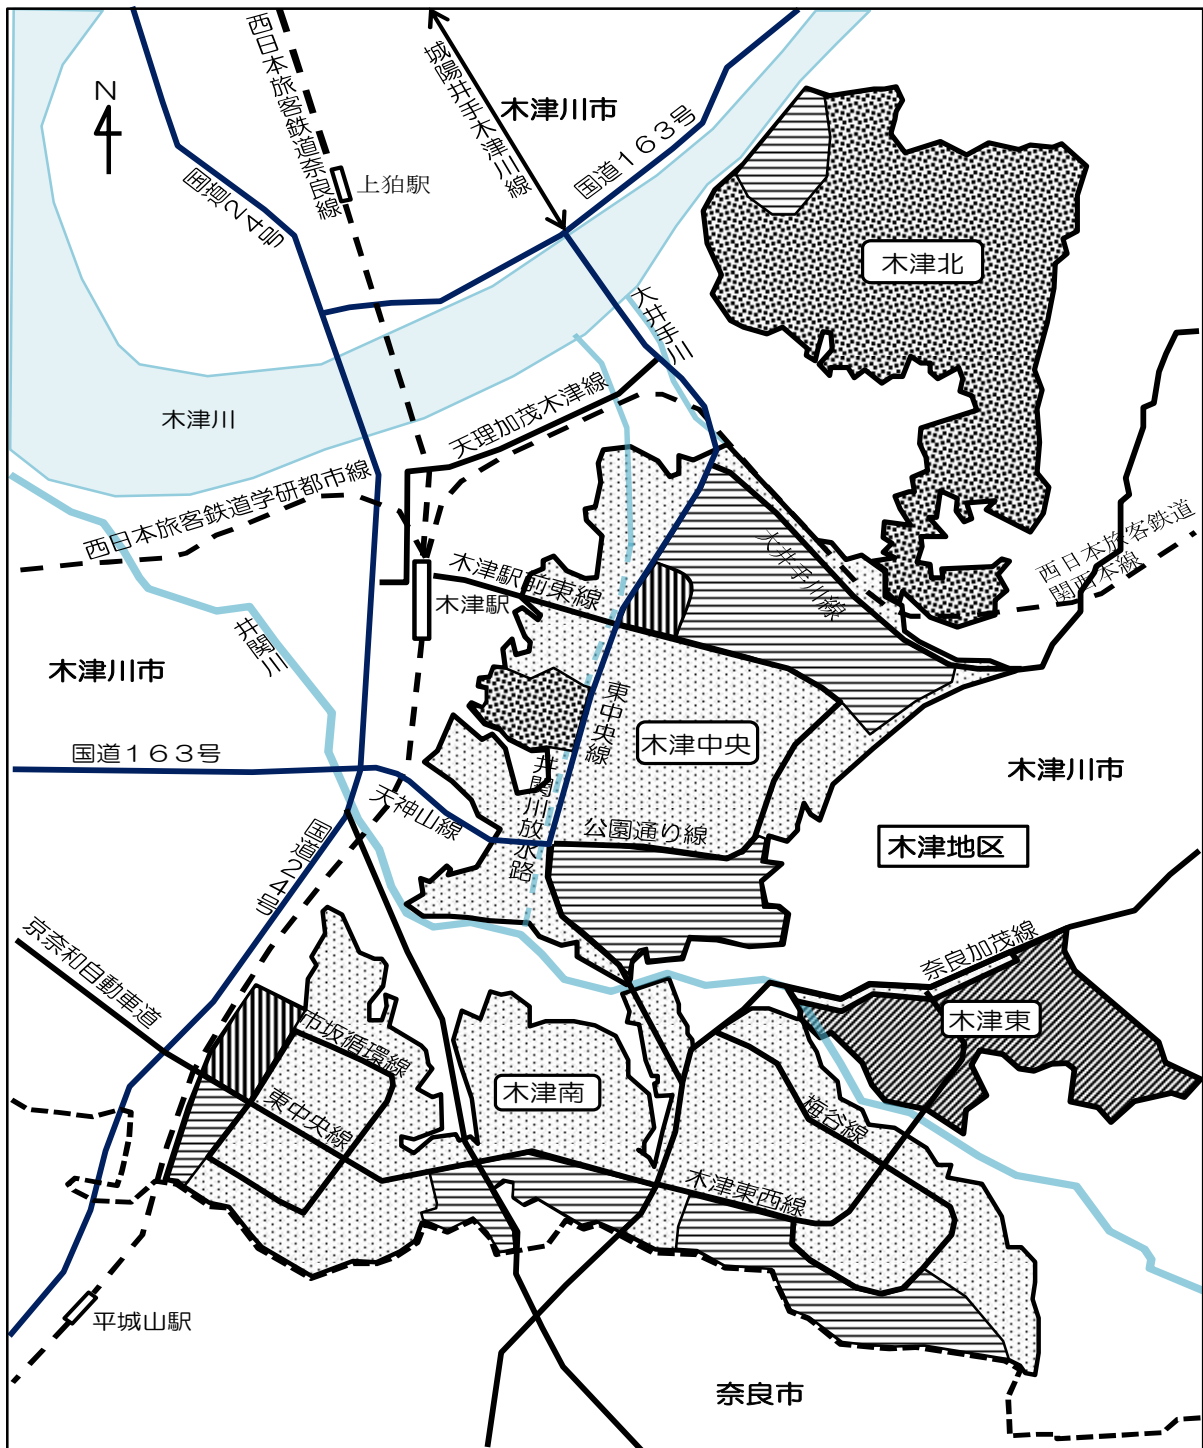 西日本旅客鉄道奈良線
城陽井手木津川線
木津川市
国道163号
N
上狛駅
国道24号
木津北
大井手川
木津川
天理加茂木津線
西日本旅客鉄道学研都市線
西日本旅客鉄道
関西本線
大井手川線
木津駅前東線
木津駅
井関川
木津川市
東中央線
木津中央
国道163号
木津川市
井関川放水路
天神山線
公園通り線
木津地区
国道24号
京奈和自動車道
奈良加茂線
木津東
市坂循環線
木津南
東中央線
梅谷線
木津東西線
平城山駅
奈良市